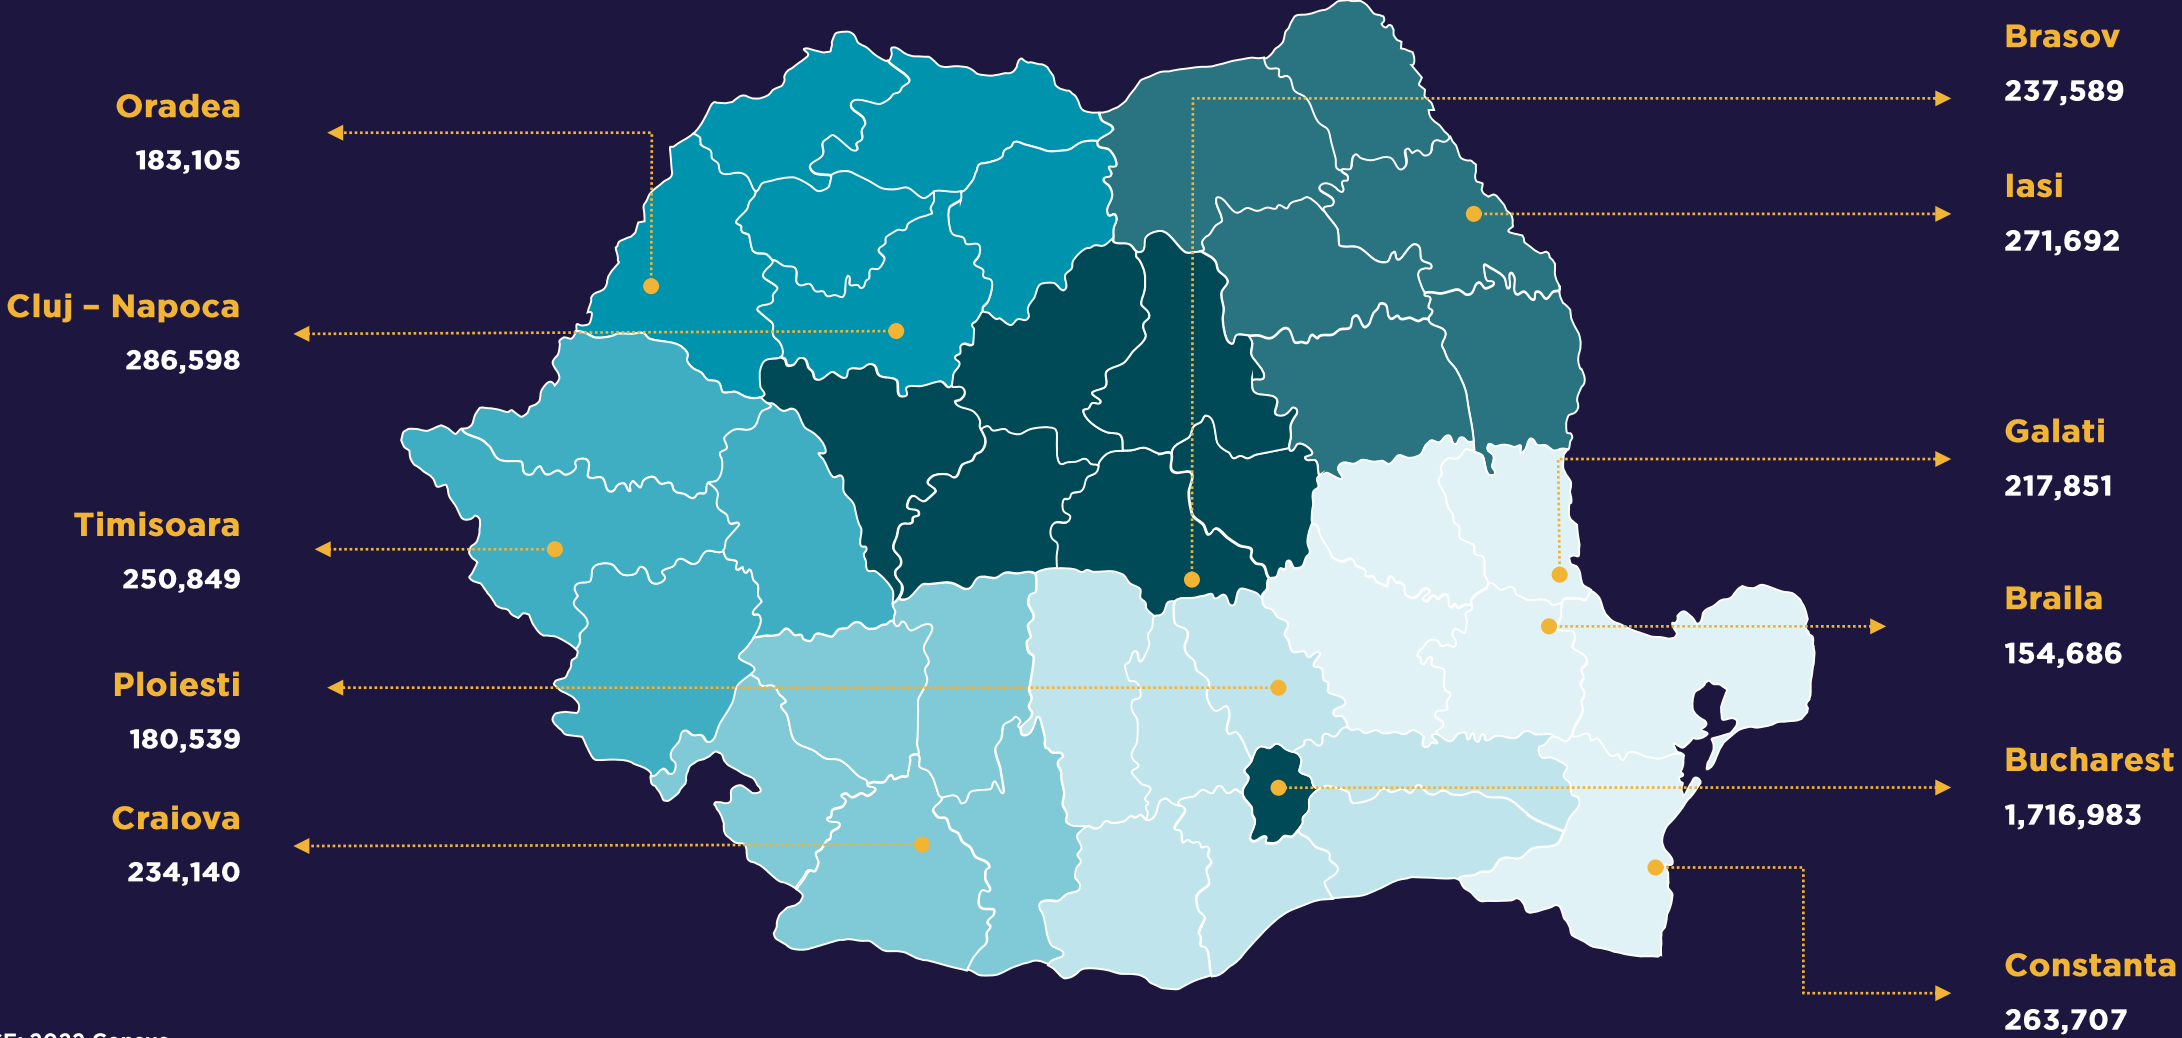 Oradea
183,105
Cluj – Napoca
286,598
Timisoara
250,849
Ploiesti
180,539
Craiova
234,140
Brasov
237,589
Iasi
271,692
Galati
217,851
Braila
154,686
Bucharest
1,716,983
Constanta
263,707